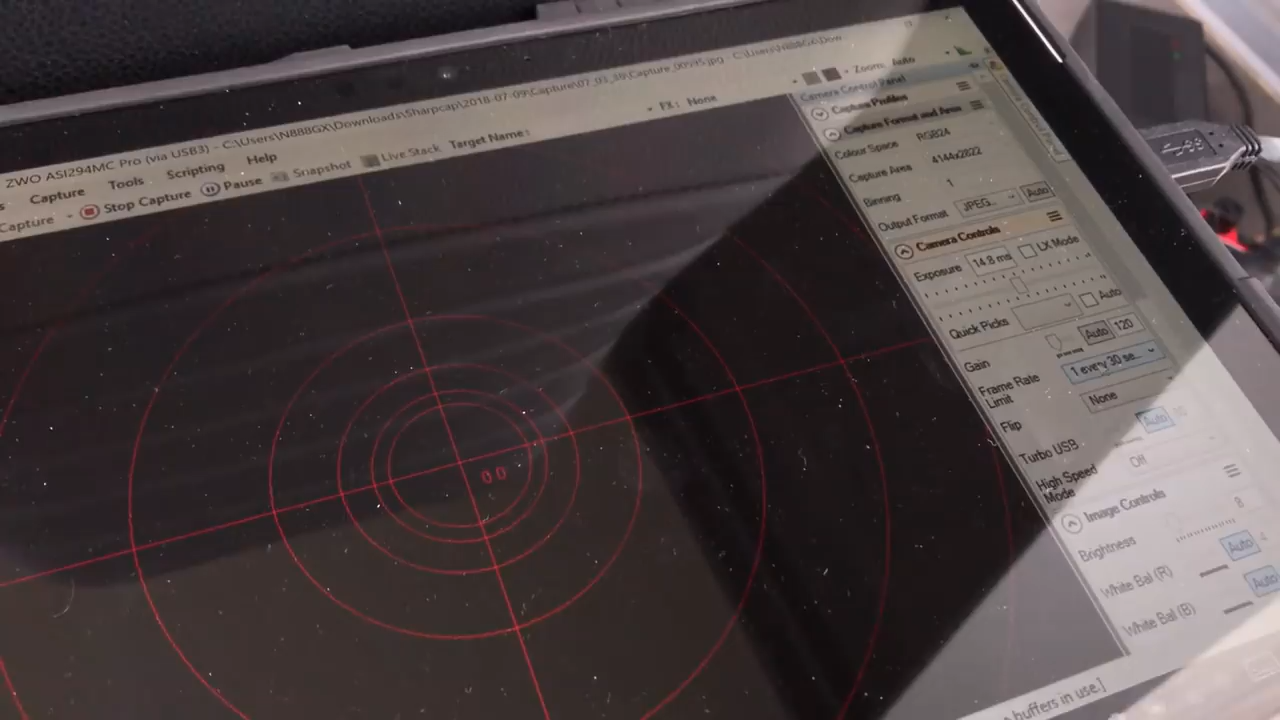 ZWO ASI294MC Pro (via USB3) - C:\Users\N888GX\Downloads\Sharpcap\2018-07-09\Capture\07_03_38\Capture_00595.jpg - C:\Users\N888GX\Dow
Capture Tools Scripting Help
Capture Stop Capture Pause Snapshot Live Stack Target Name:
FX: None
Zoom: Auto
Camera Control Panel
Capture Profiles
Capture Format and Area
Colour Space RGB24
Capture Area 4144x2822
Binning 1
Output Format JPEG... Auto
Camera Controls
Exposure 14.8 ms LX Mode
Quick Picks Auto
Gain Auto 120
Frame Rate Limit 1 every 30 se...
Flip None
Turbo USB Auto
High Speed Mode Off
Image Controls
Brightness 8
White Bal (R) Auto
White Bal (B) Auto
00
buffers in use.]